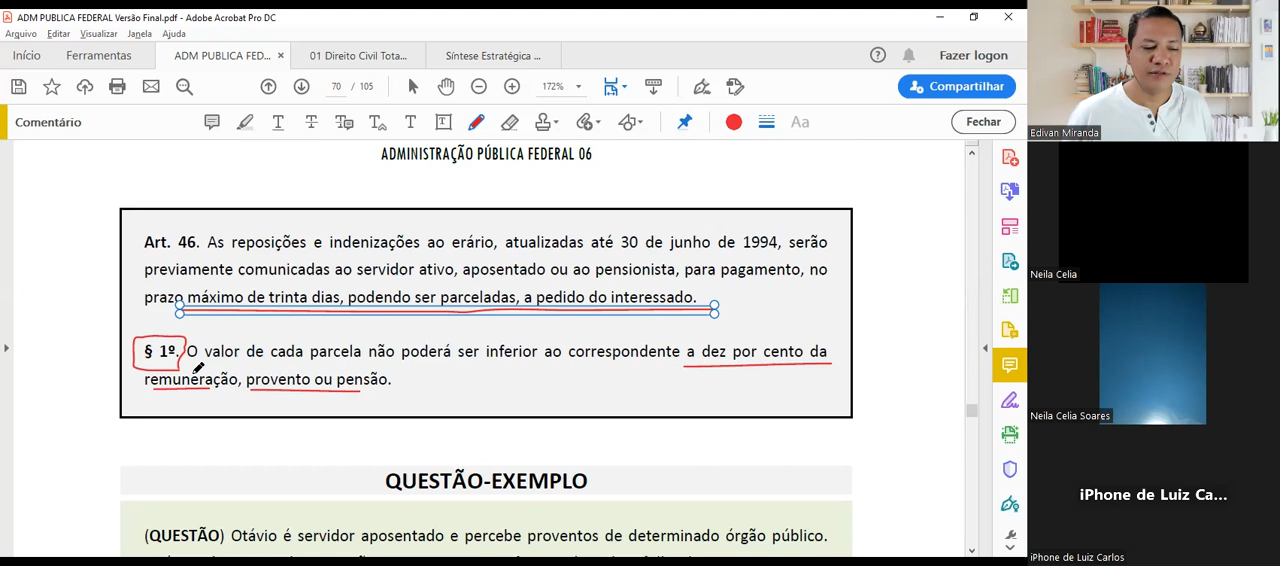 ADM PUBLICA FEDERAL Versão Final.pdf - Adobe Acrobat Pro DC
Arquivo Editar Visualizar Janela Ajuda
Início Ferramentas ADM PUBLICA FED... × 01 Direito Civil Tota... Síntese Estratégica ... Fazer logon
70 / 105 172% Compartilhar
Comentário T T T Aa Fechar
ADMINISTRAÇÃO PÚBLICA FEDERAL 06
Art. 46. As reposições e indenizações ao erário, atualizadas até 30 de junho de 1994, serão
previamente comunicadas ao servidor ativo, aposentado ou ao pensionista, para pagamento, no
prazo máximo de trinta dias, podendo ser parceladas, a pedido do interessado.
§ 1º. O valor de cada parcela não poderá ser inferior ao correspondente a dez por cento da
remuneração, provento ou pensão.
QUESTÃO-EXEMPLO
(QUESTÃO) Otávio é servidor aposentado e percebe proventos de determinado órgão público.
Edivan Miranda
Neila Celia
Neila Celia Soares
iPhone de Luiz Ca...
iPhone de Luiz Carlos